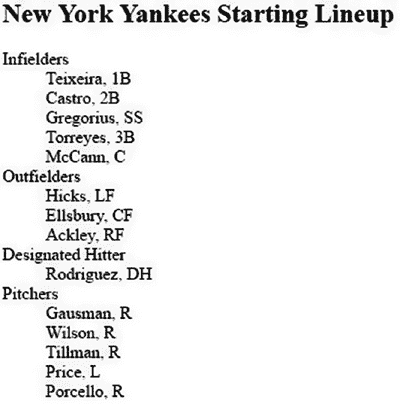 New York Yankees Starting Lineup
Infielders
Teixeira, 1B
Castro, 2B
Gregorius, SS
Torreyes, 3B
McCann, C
Outfielders
Hicks, LF
Ellsbury, CF
Ackley, RF
Designated Hitter
Rodriguez, DH
Pitchers
Gausman, R
Wilson, R
Tillman, R
Price, L
Porcello, R